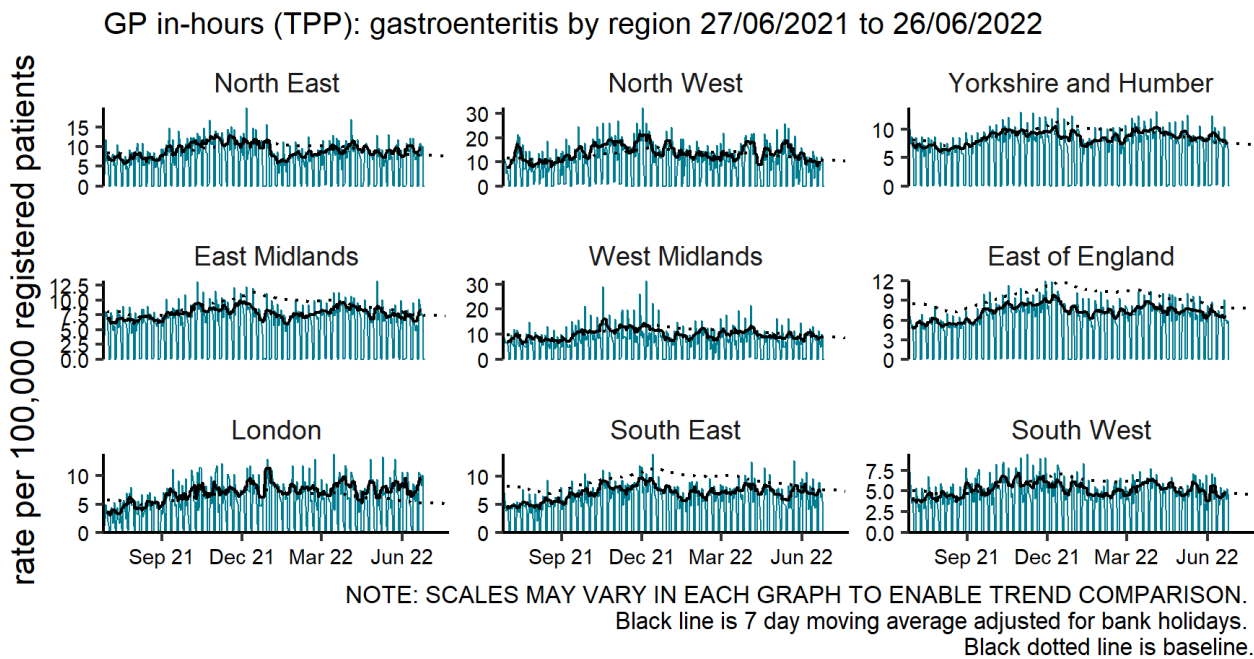 GP in-hours (TPP): gastroenteritis by region 27/06/2021 to 26/06/2022
rate per 100,000 registered patients
North East
15
10
5
0
North West
30
20
10
0
Yorkshire and Humber
10
5
0
East Midlands
12.5
10.0
7.5
5.0
2.5
0.0
West Midlands
30
20
10
0
East of England
12
9
6
3
0
London
10
5
0
Sep 21 Dec 21 Mar 22 Jun 22
South East
10
5
0
Sep 21 Dec 21 Mar 22 Jun 22
South West
7.5
5.0
2.5
0.0
Sep 21 Dec 21 Mar 22 Jun 22
NOTE: SCALES MAY VARY IN EACH GRAPH TO ENABLE TREND COMPARISON.
Black line is 7 day moving average adjusted for bank holidays.
Black dotted line is baseline.